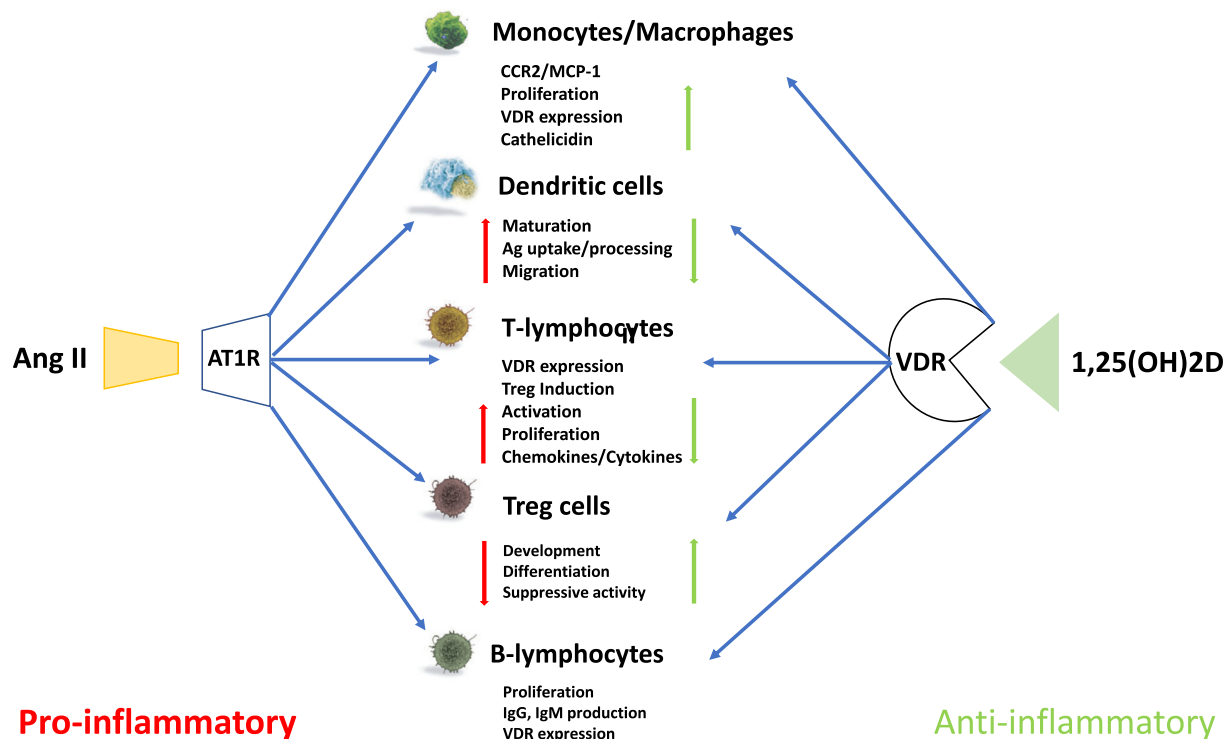 Monocytes/Macrophages
CCR2/MCP-1
Proliferation
VDR expression
Cathelicidin
Dendritic cells
Maturation
Ag uptake/processing
Migration
T-lymphocytes
VDR expression
Treg Induction
Activation
Proliferation
Chemokines/Cytokines
Ang II
AT1R
VDR
1,25(OH)2D
Treg cells
Development
Differentiation
Suppressive activity
B-lymphocytes
Proliferation
IgG, IgM production
VDR expression
Pro-inflammatory
Anti-inflammatory